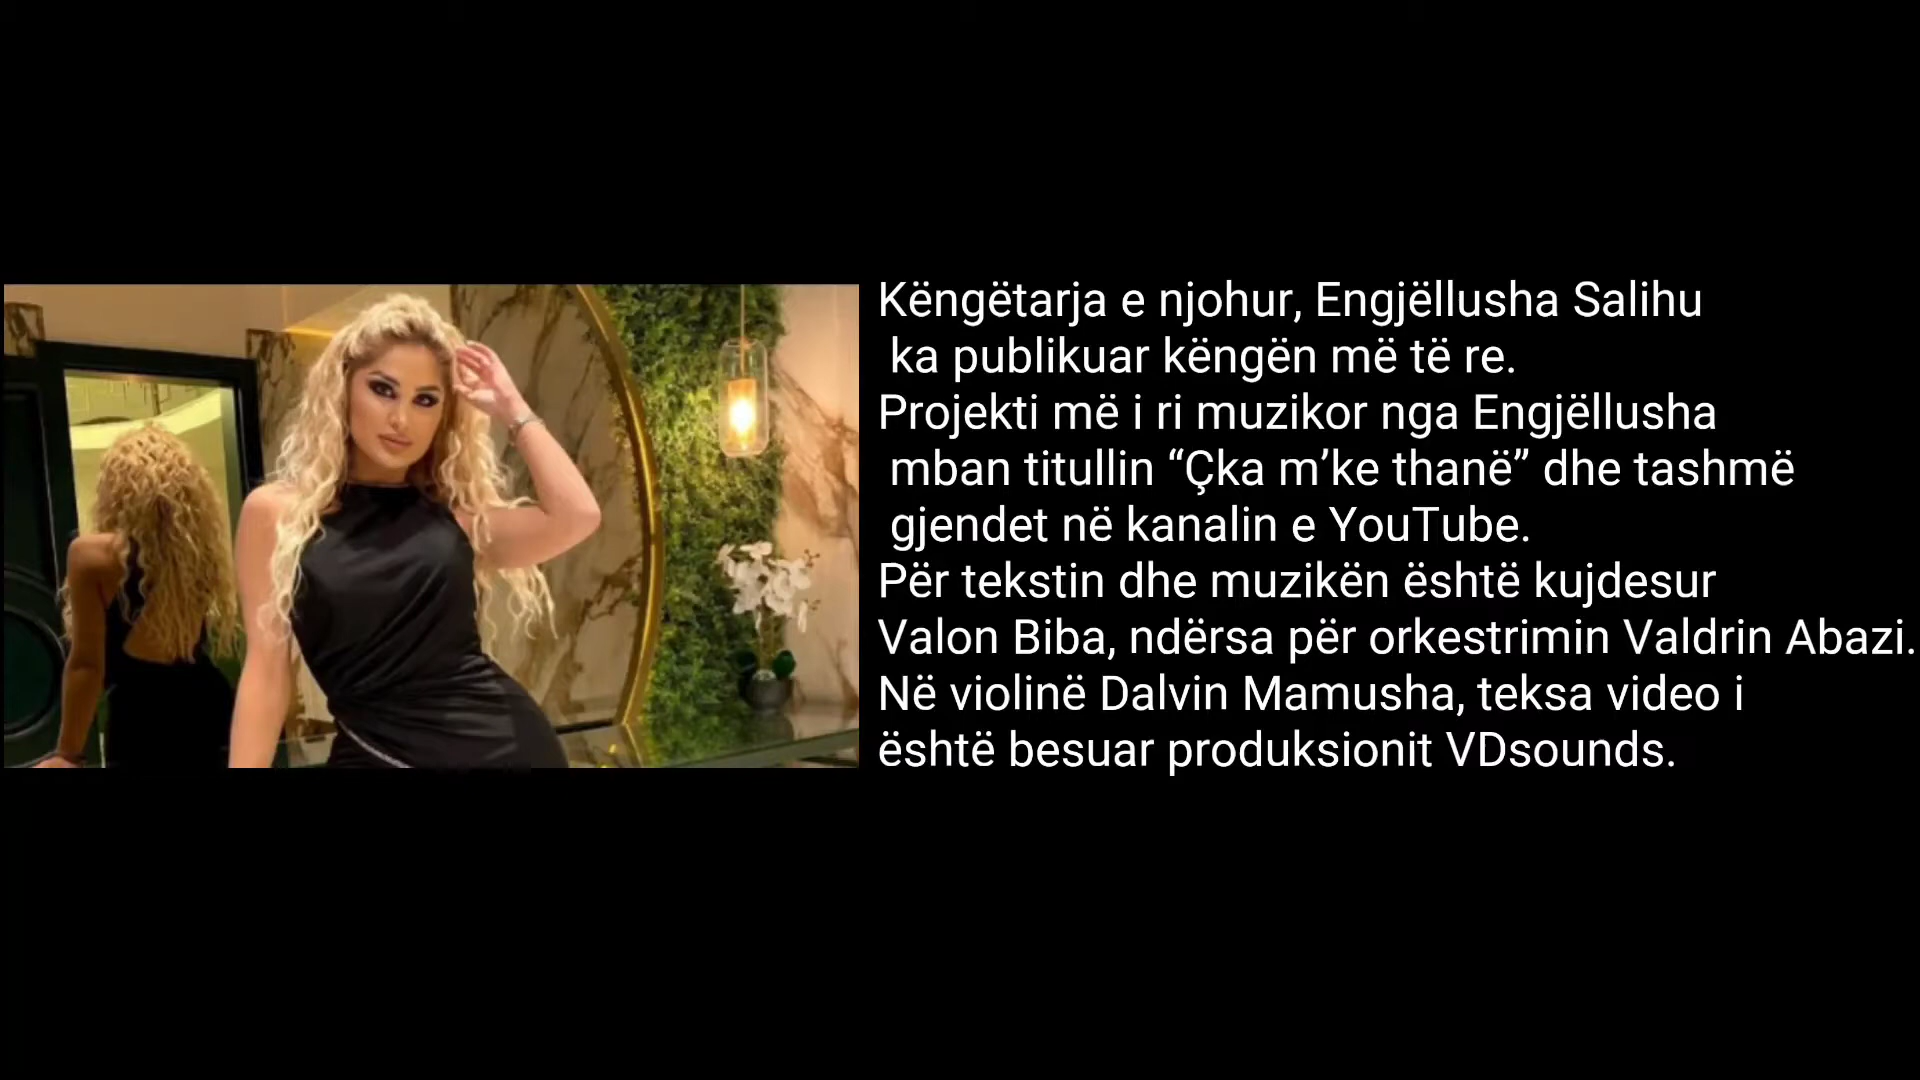 Këngëtarja e njohur, Engjëllusha Salihu
ka publikuar këngën më të re.
Projekti më i ri muzikor nga Engjëllusha
mban titullin “Çka m’ke thanë” dhe tashmë
gjendet në kanalin e YouTube.
Për tekstin dhe muzikën është kujdesur
Valon Biba, ndërsa për orkestrimin Valdrin Abazi.
Në violinë Dalvin Mamusha, teksa video i
është besuar produksionit VDsounds.